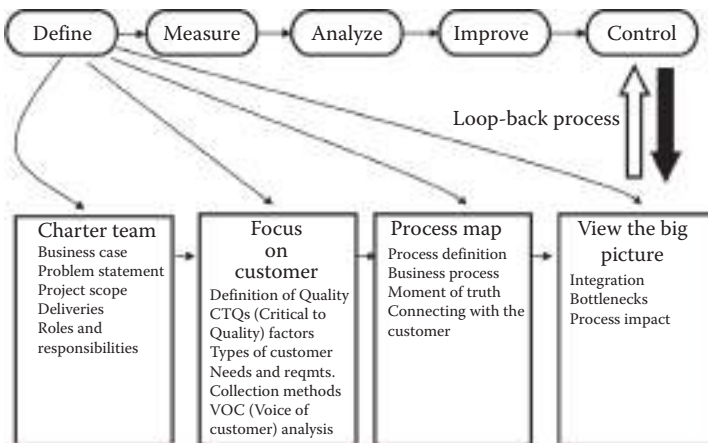 Define Measure Analyze Improve Control
Loop-back process
Charter team
Business case
Problem statement
Project scope
Deliveries
Roles and
responsibilities
Focus
on
customer
Definition of Quality
CTQs (Critical to
Quality) factors
Types of customer
Needs and reqmts.
Collection methods
VOC (Voice of
customer) analysis
Process map
Process definition
Business process
Moment of truth
Connecting with the
customer
View the big
picture
Integration
Bottlenecks
Process impact